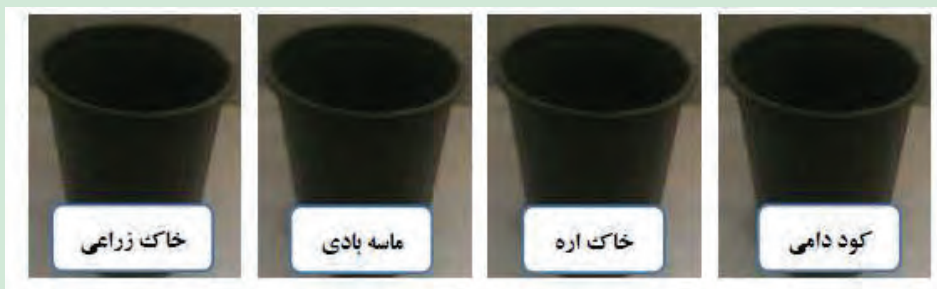 کود دامی
خاک اره
ماسه بادی
خاک زراعی